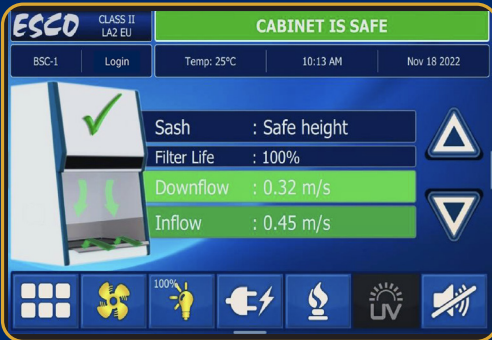 ESCO
CLASS II
LA2 EU
CABINET IS SAFE
BSC-1
Login
Temp: 25°C
10:13 AM
Nov 18 2022
Sash : Safe height
Filter Life : 100%
Downflow : 0.32 m/s
Inflow : 0.45 m/s
100%
UV